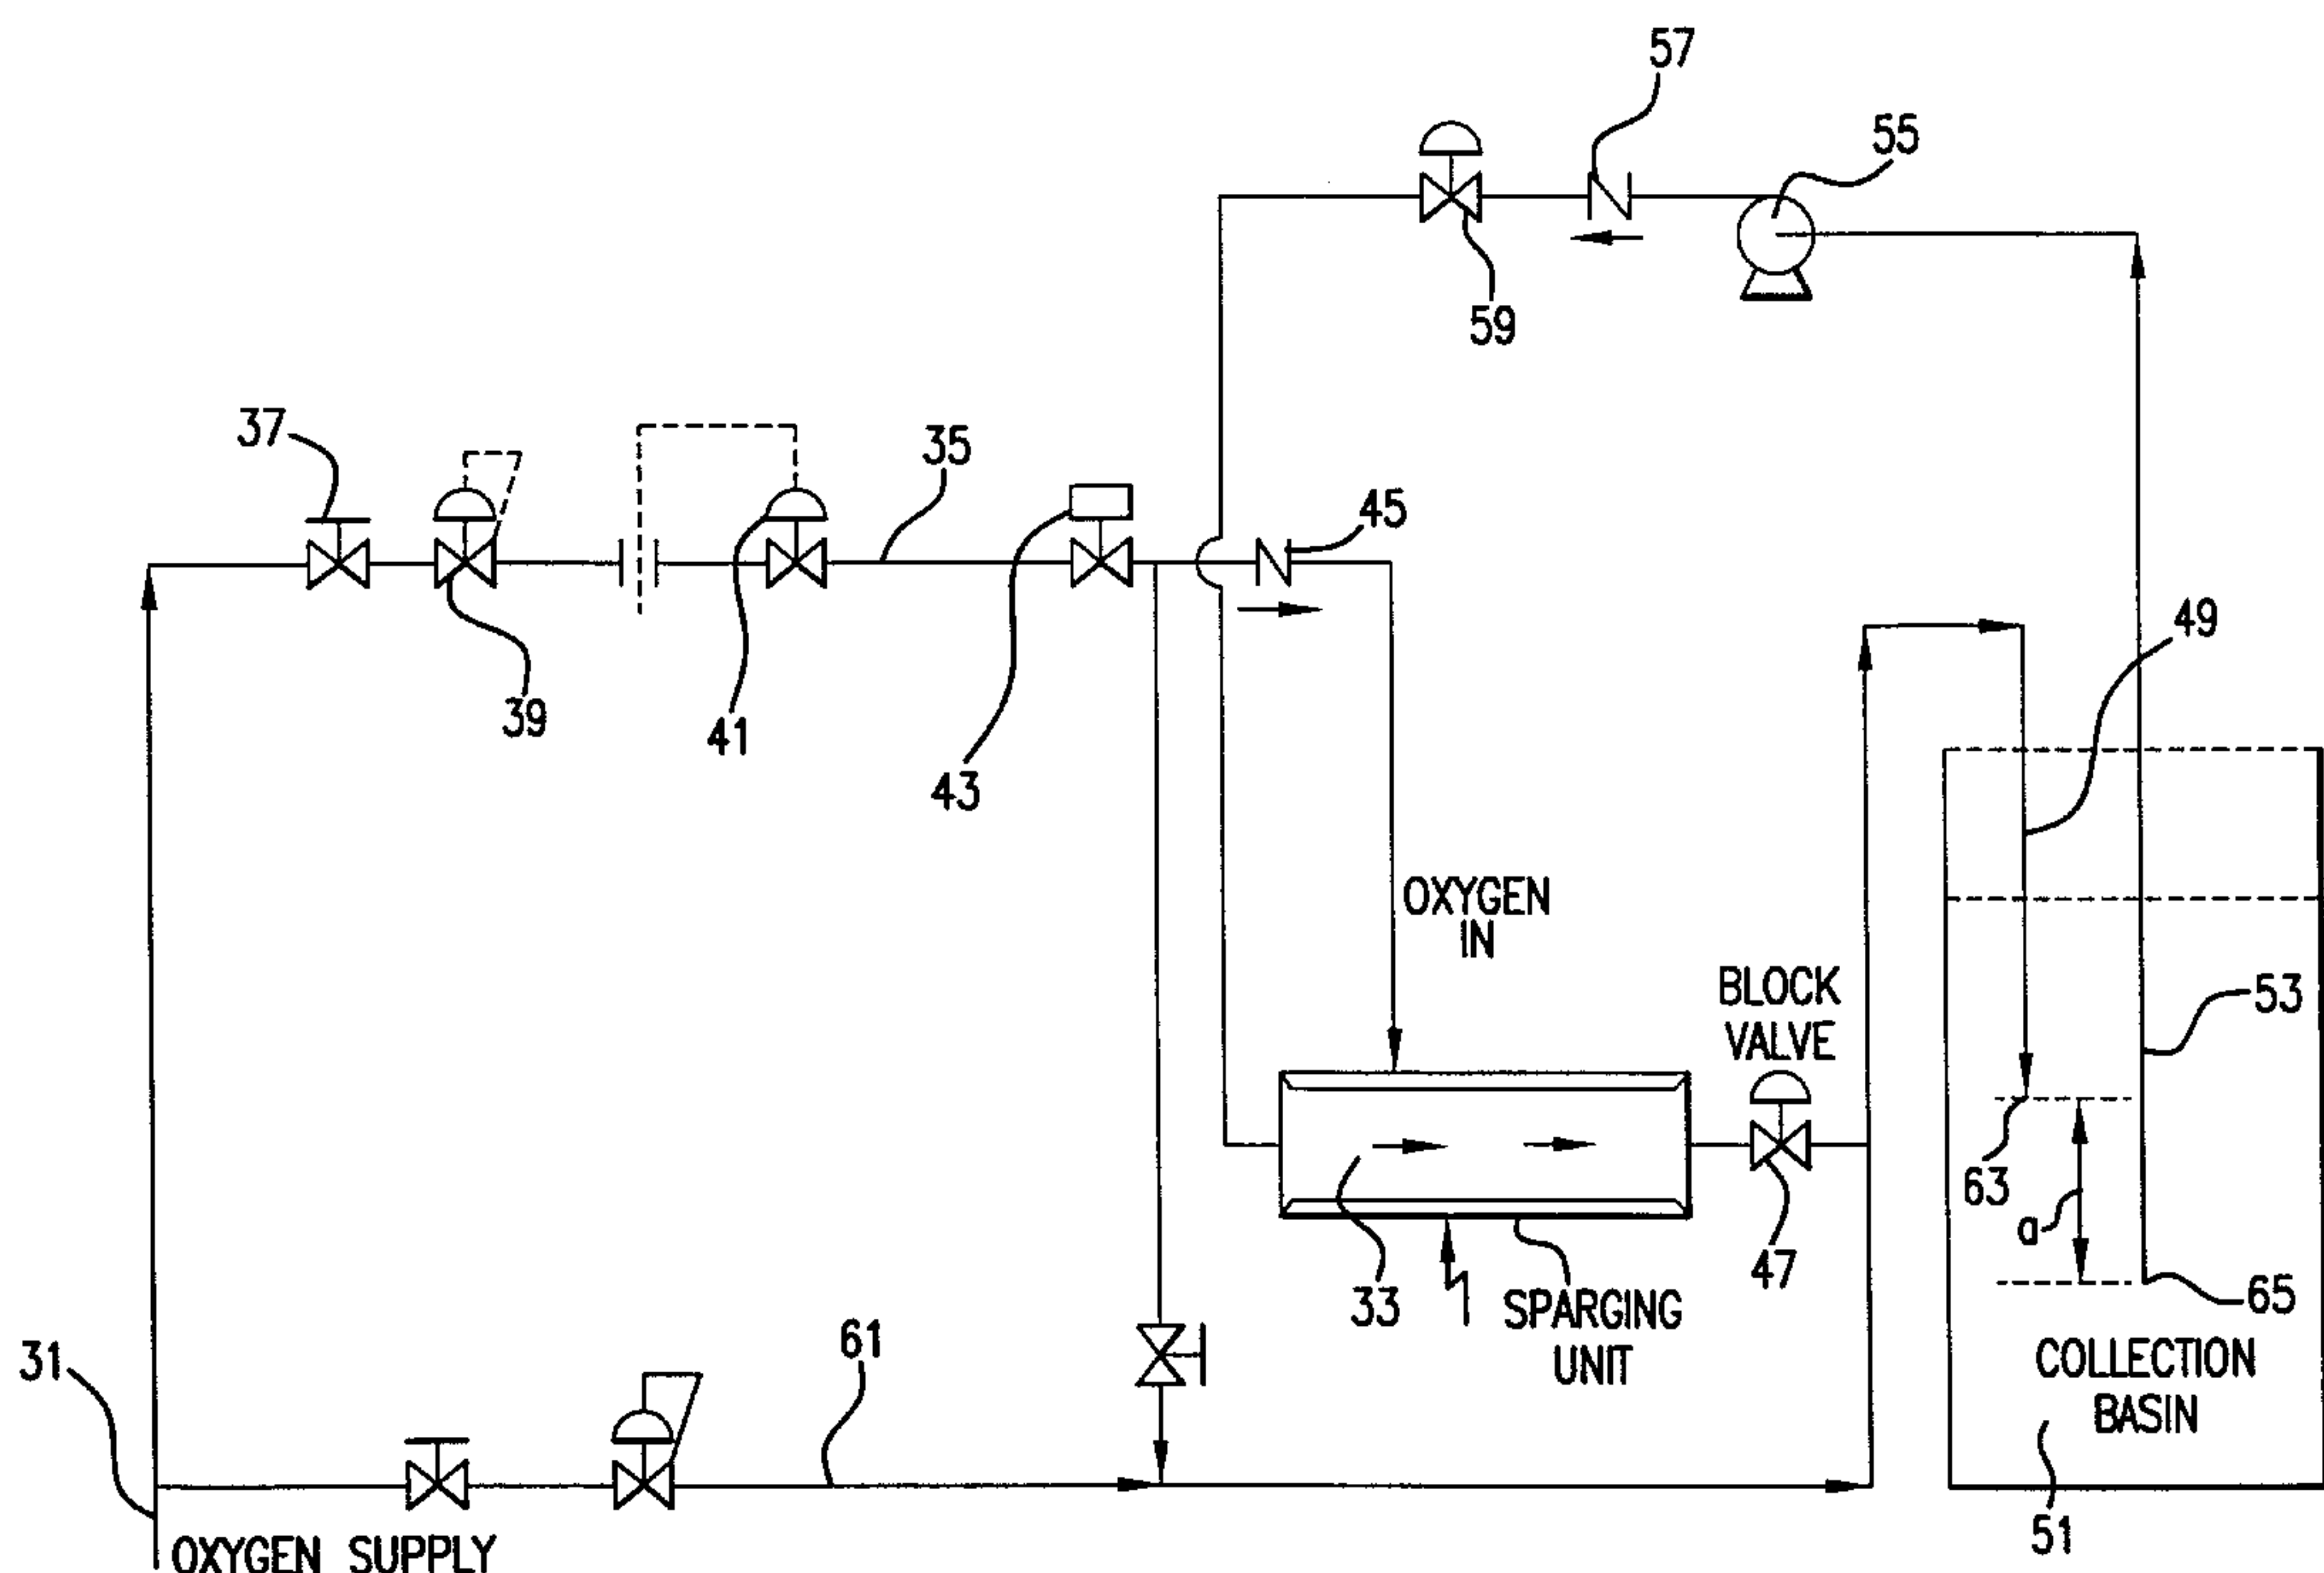 57
55
59
37
35
45
39
41
43
49
OXYGEN
IN
BLOCK
VALVE
53
63
a
47
33
65
SPARGING
UNIT
61
31
COLLECTION
BASIN
51
OXYGEN SUPPLY